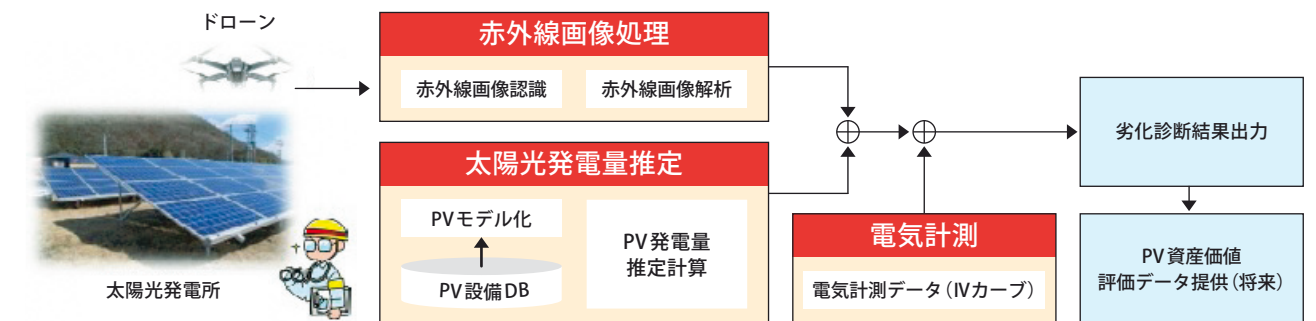 ドローン
太陽光発電所
赤外線画像処理
赤外線画像認識
赤外線画像解析
太陽光発電量推定
PVモデル化
PV設備DB
PV発電量
推定計算
電気計測
電気計測データ(IVカーブ)
劣化診断結果出力
PV資産価値
評価データ提供(将来)